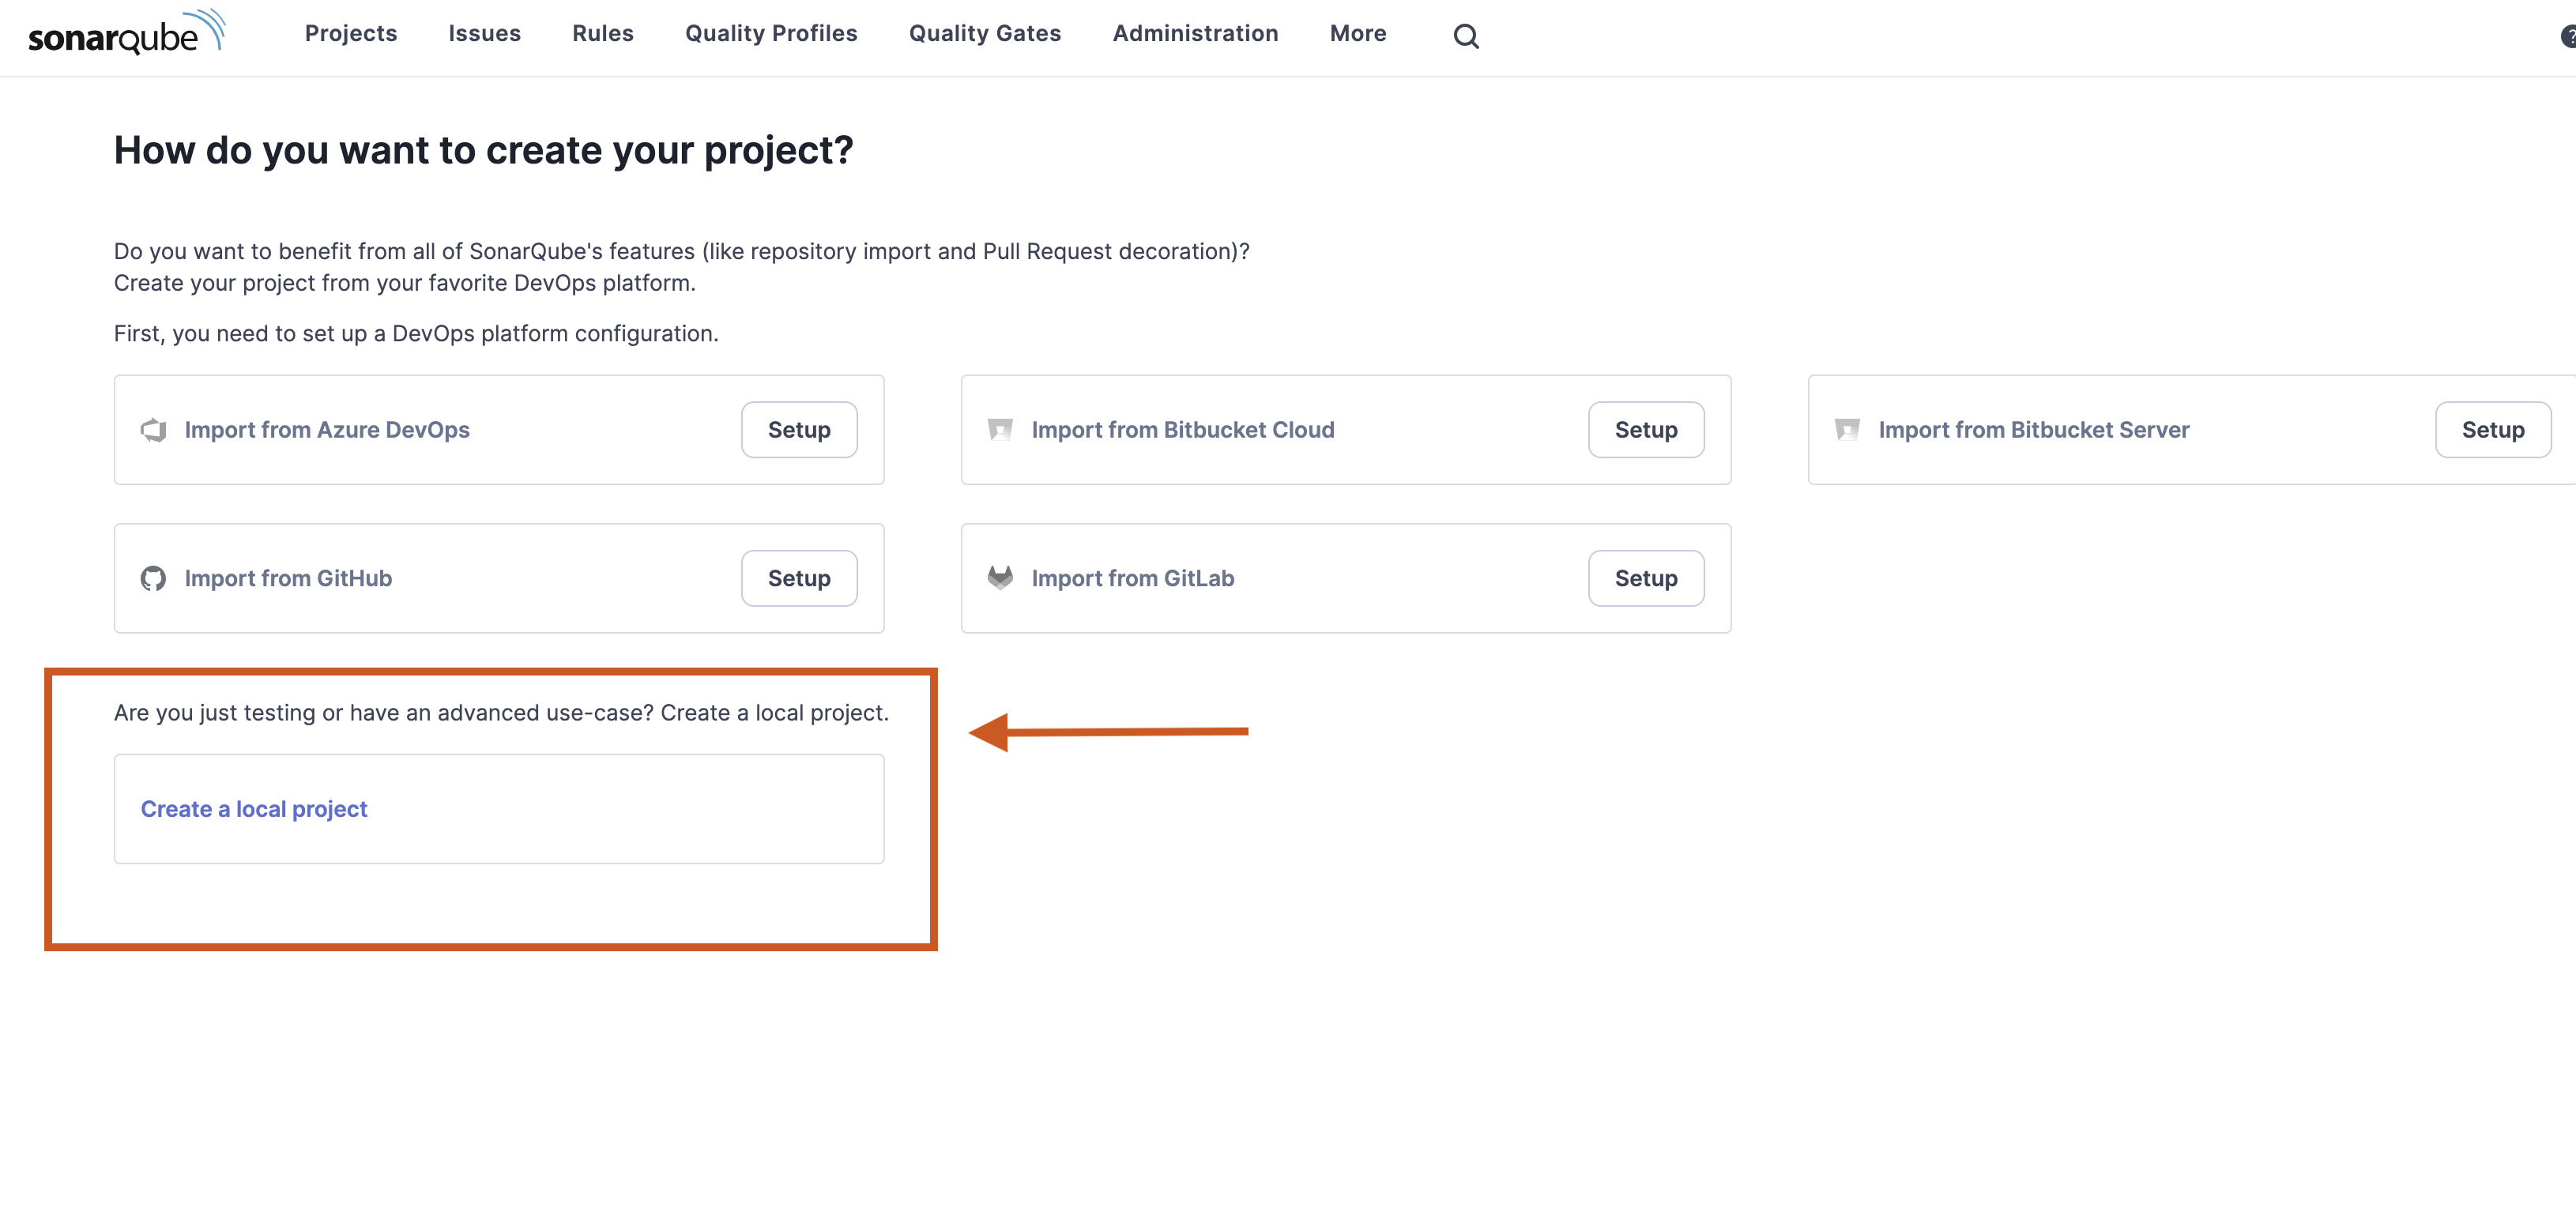 sonarqube
Projects Issues Rules Quality Profiles Quality Gates Administration More
?
How do you want to create your project?
Do you want to benefit from all of SonarQube's features (like repository import and Pull Request decoration)?
Create your project from your favorite DevOps platform.
First, you need to set up a DevOps platform configuration.
Import from Azure DevOps Setup
Import from Bitbucket Cloud Setup
Import from Bitbucket Server Setup
Import from GitHub Setup
Import from GitLab Setup
Are you just testing or have an advanced use-case? Create a local project.
Create a local project